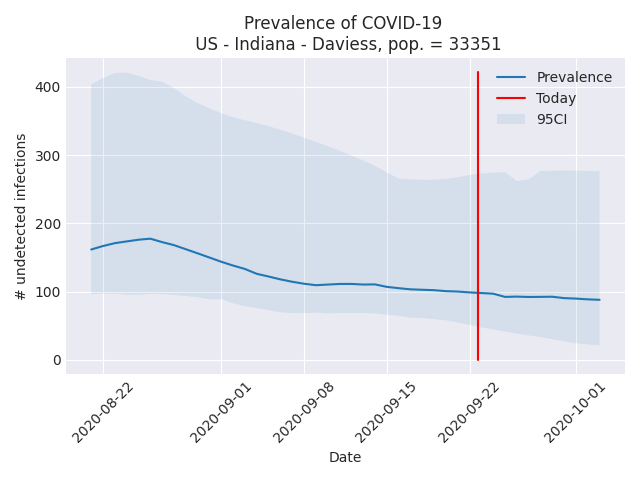 Prevalence of COVID-19
US - Indiana - Daviess, pop. = 33351
Prevalence
Today
95CI
# undetected infections
400
300
200
100
0
2020-08-22
2020-09-01
2020-09-08
2020-09-15
2020-09-22
2020-10-01
Date